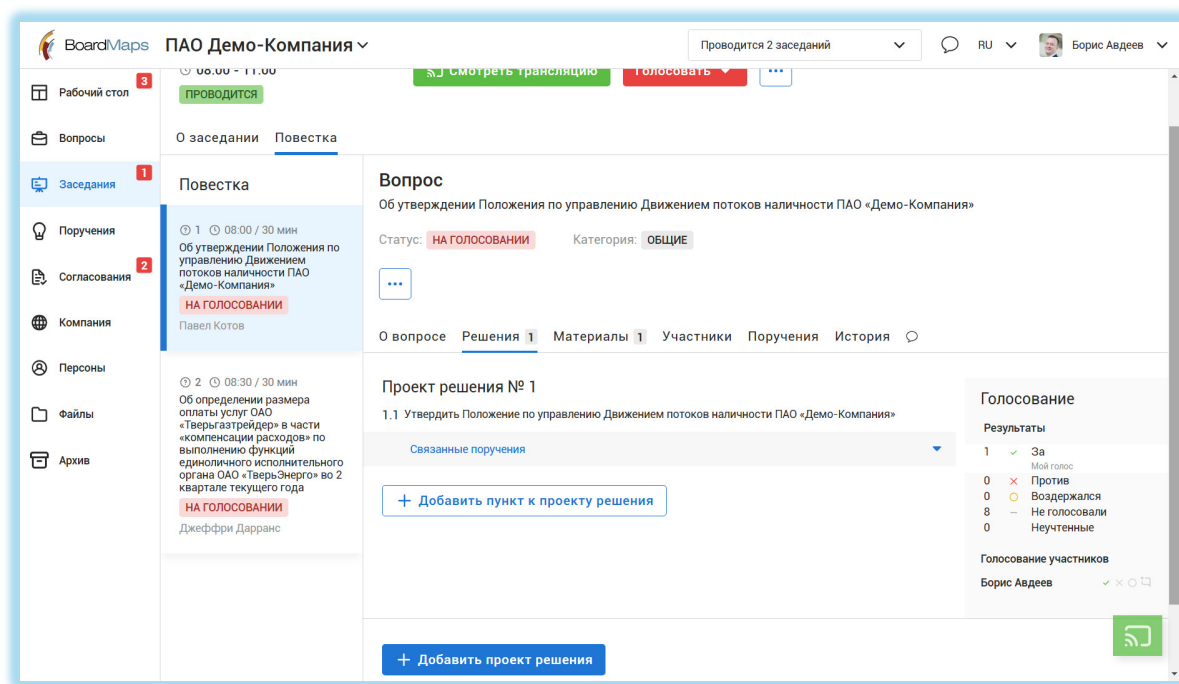 BoardMaps
ПАО Демо-Компания
Проводится 2 заседаний
RU
Борис Авдеев
Рабочий стол
3
Вопросы
Заседания
1
Поручения
Согласования
2
Компания
Персоны
Файлы
Архив
08:00 - 11:00
ПРОВОДИТСЯ
Смотреть трансляцию
Голосовать
...
О заседании
Повестка
Повестка
1 08:00 / 30 мин
Об утверждении Положения по
управлению Движением
потоков наличности ПАО
«Демо-Компания»
НА ГОЛОСОВАНИИ
Павел Котов
2 08:30 / 30 мин
Об определении размера
оплаты услуг ОАО
«Тверьгазтрейдер» в части
«компенсации расходов» по
выполнению функций
единоличного исполнительного
органа ОАО «ТверьЭнерго» во 2
квартале текущего года
НА ГОЛОСОВАНИИ
Джеффри Дарранс
Вопрос
Об утверждении Положения по управлению Движением потоков наличности ПАО «Демо-Компания»
Статус: НА ГОЛОСОВАНИИ Категория: ОБЩИЕ
...
О вопросе Решения 1 Материалы 1 Участники Поручения История
Проект решения № 1
1.1 Утвердить Положение по управлению Движением потоков наличности ПАО «Демо-Компания»
Связанные поручения
+ Добавить пункт к проекту решения
+ Добавить проект решения
Голосование
Результаты
1 За
Мой голос
0 Против
0 Воздержался
8 Не голосовали
0 Неучтенные
Голосование участников
Борис Авдеев